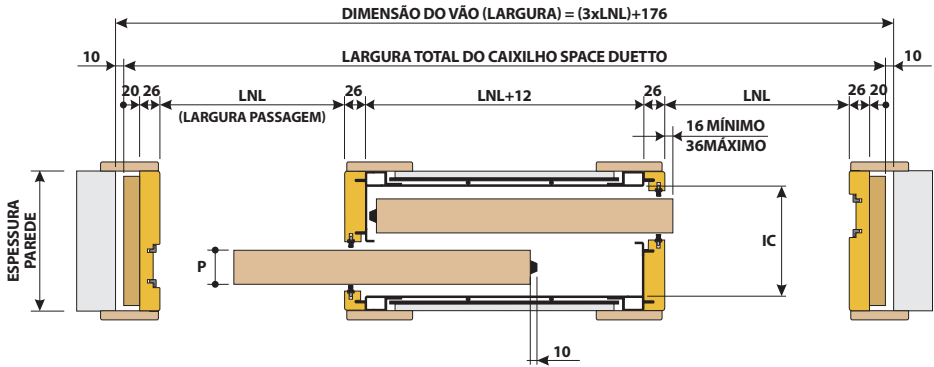 DIMENSÃO DO VÃO (LARGURA) = (3xLNL)+176
10 LARGURA TOTAL DO CAIXILHO SPACE DUETTO 10
20 26 LNL 26 LNL+12 26 LNL 26 20
(LARGURA PASSAGEM)
16 MÍNIMO
36MÁXIMO
ESPESSURA
PAREDE
P
IC
10